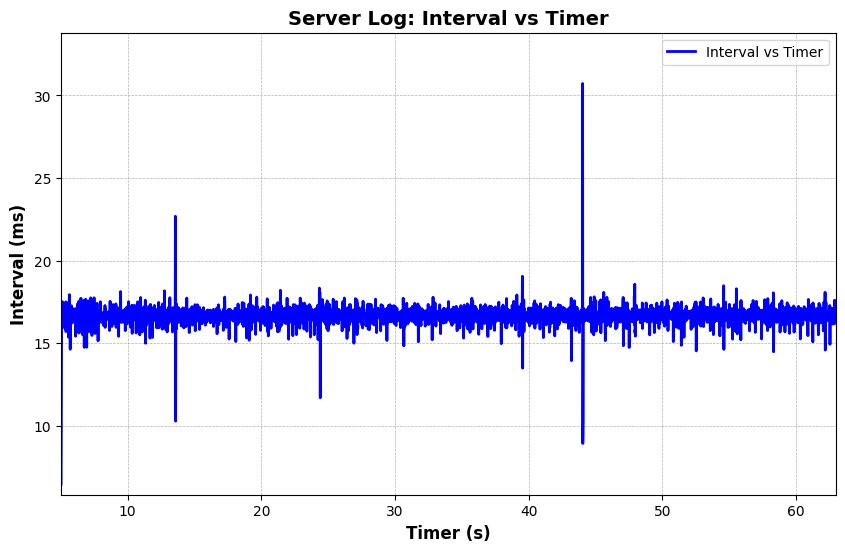 Server Log: Interval vs Timer
Interval vs Timer
30
25
20
15
10
Interval (ms)
10 20 30 40 50 60
Timer (s)